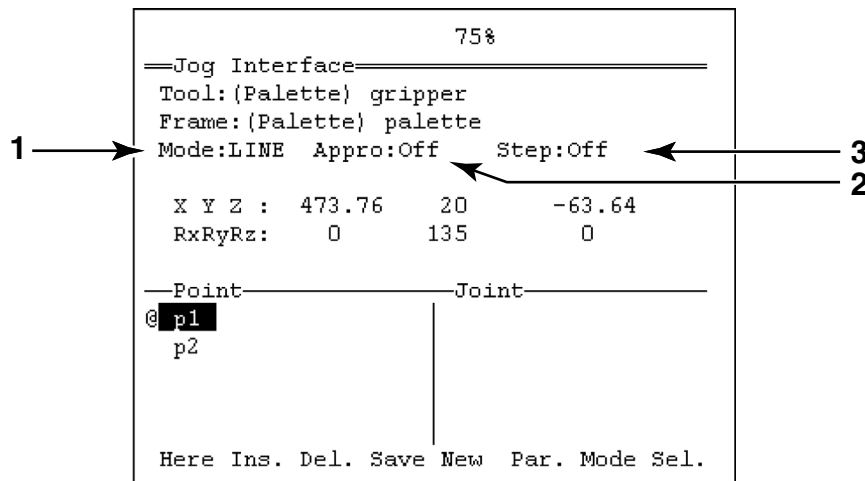 75%
Jog Interface
Tool:(Palette) gripper
Frame:(Palette) palette
1 Mode:LINE Appro:Off Step:Off 3
2
X Y Z : 473.76 20 -63.64
RxRyRz: 0 135 0
Point Joint
@ p1
p2
Here Ins. Del. Save New Par. Mode Sel.